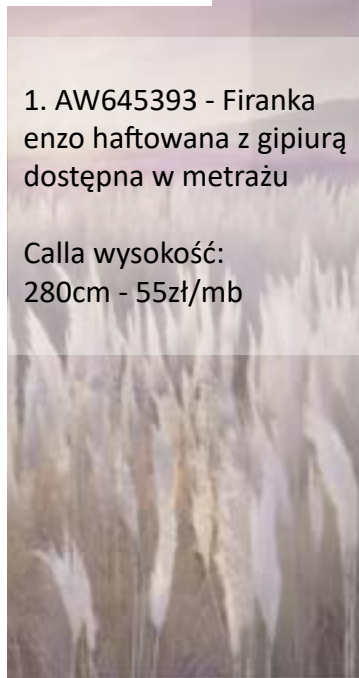 1. AW645393 - Firanka
enzo haftowana z gipiurą
dostępna w metrażu
Calla wysokość:
280cm - 55zł/mb